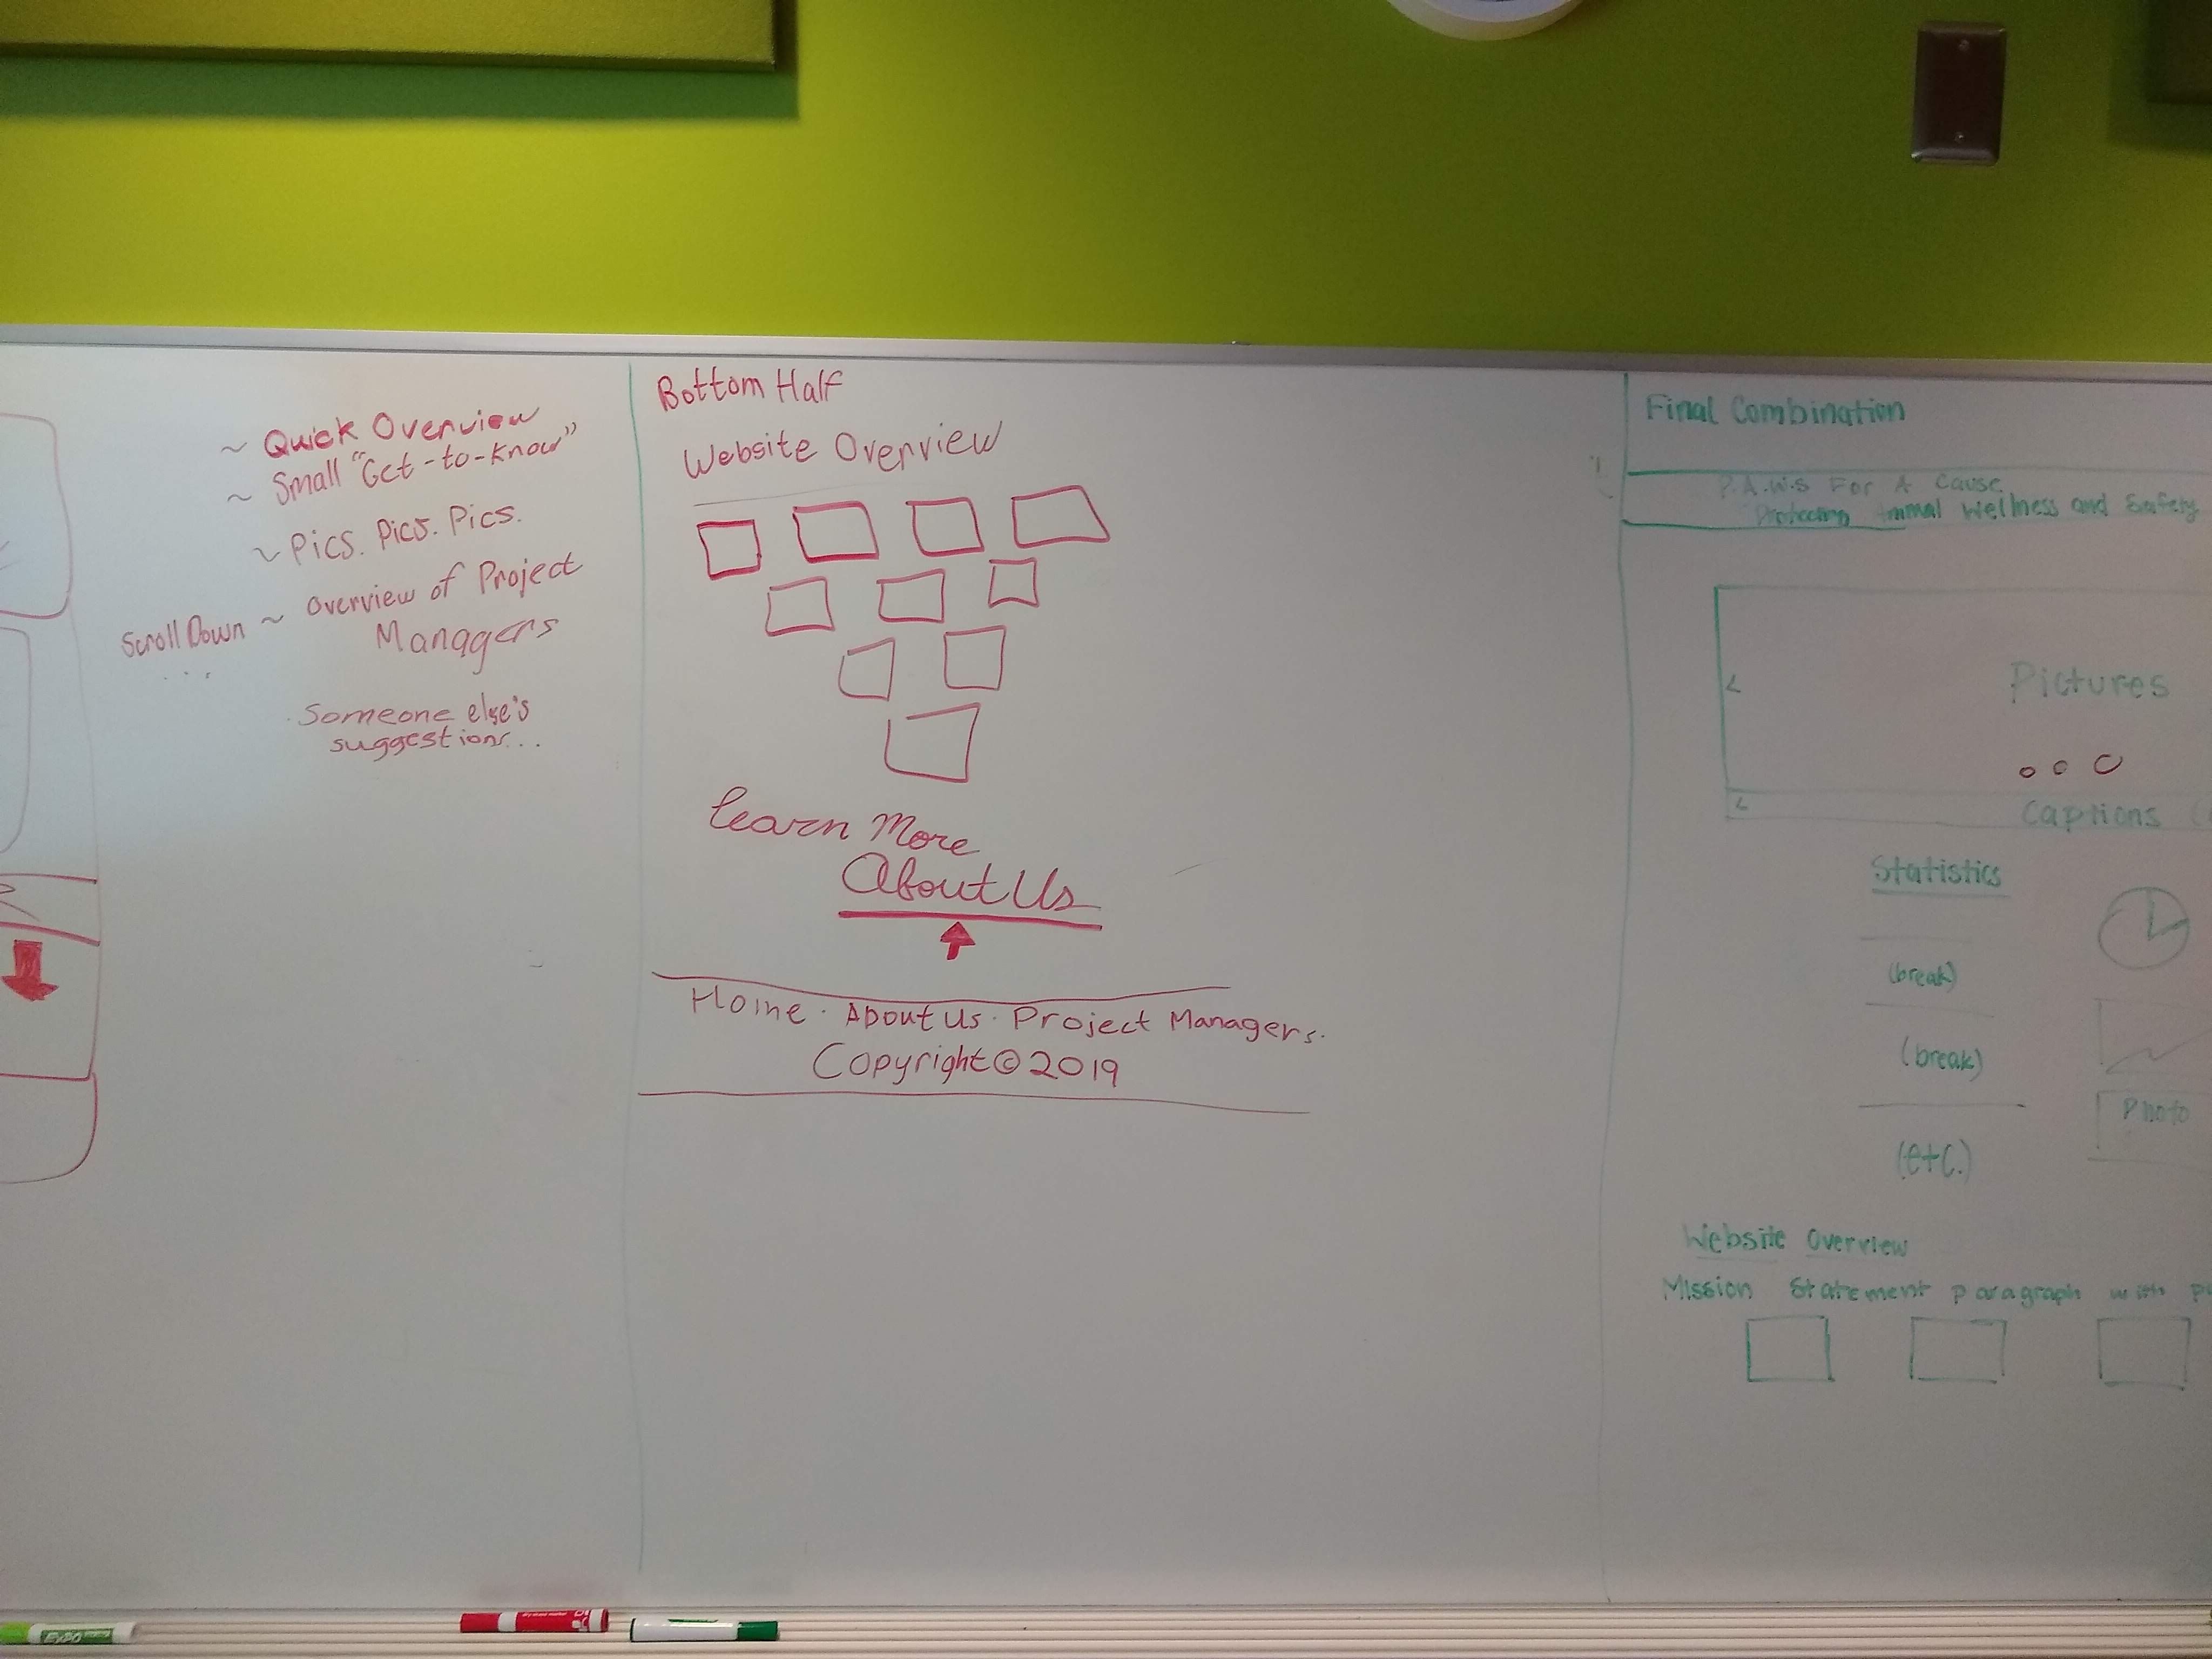 ~ Quick Overview
~ Small "Get-to-know"
~ Pics. Pics. Pics.
Scroll Down ~ overview of Project
... Managers
Someone else's
suggestions...
Bottom Half
Website Overview
Learn More
About Us
Home · About Us · Project Managers.
Copyright © 2019
Final Combination
P.A.W.S For A Cause
Protecting Animal Wellness and Safety
Pictures
Captions
Statistics
(break)
(break)
Photo
(etc.)
Website Overview
Mission Statement paragraph with
EXPO